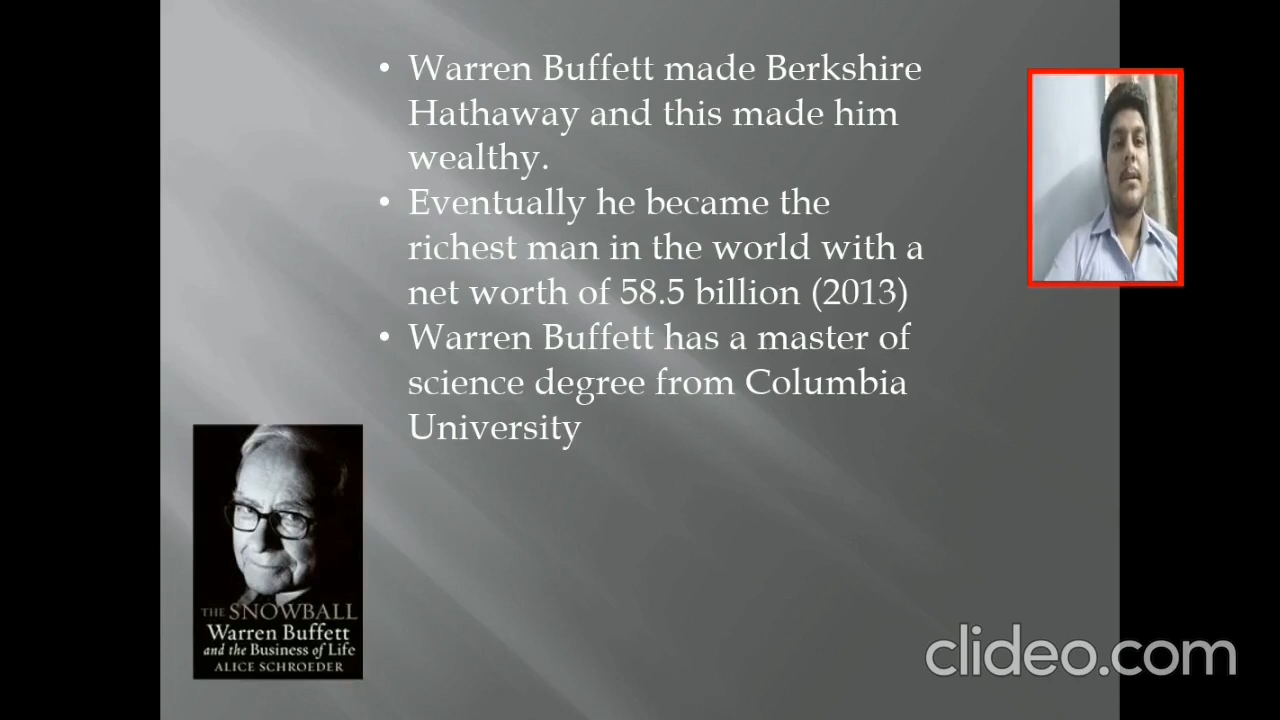 • Warren Buffett made Berkshire
Hathaway and this made him
wealthy.
• Eventually he became the
richest man in the world with a
net worth of 58.5 billion (2013)
• Warren Buffett has a master of
science degree from Columbia
University
THE SNOWBALL
Warren Buffett
and the Business of Life
ALICE SCHROEDER
clideo.com